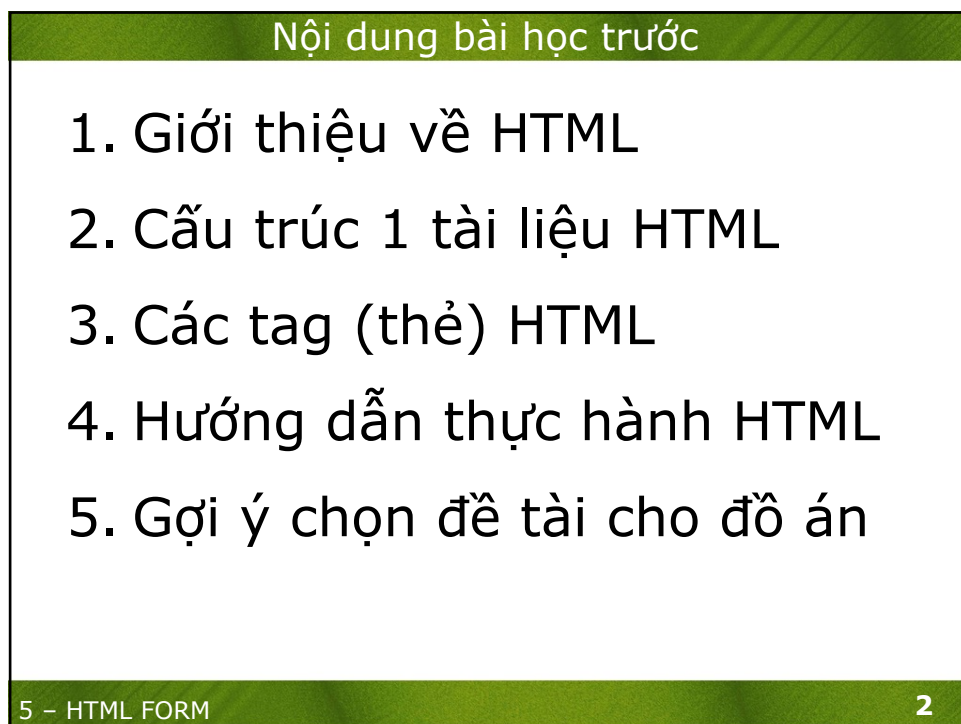 Nội dung bài học trước
1. Giới thiệu về HTML
2. Cấu trúc 1 tài liệu HTML
3. Các tag (thẻ) HTML
4. Hướng dẫn thực hành HTML
5. Gợi ý chọn đề tài cho đồ án
5 – HTML FORM
2